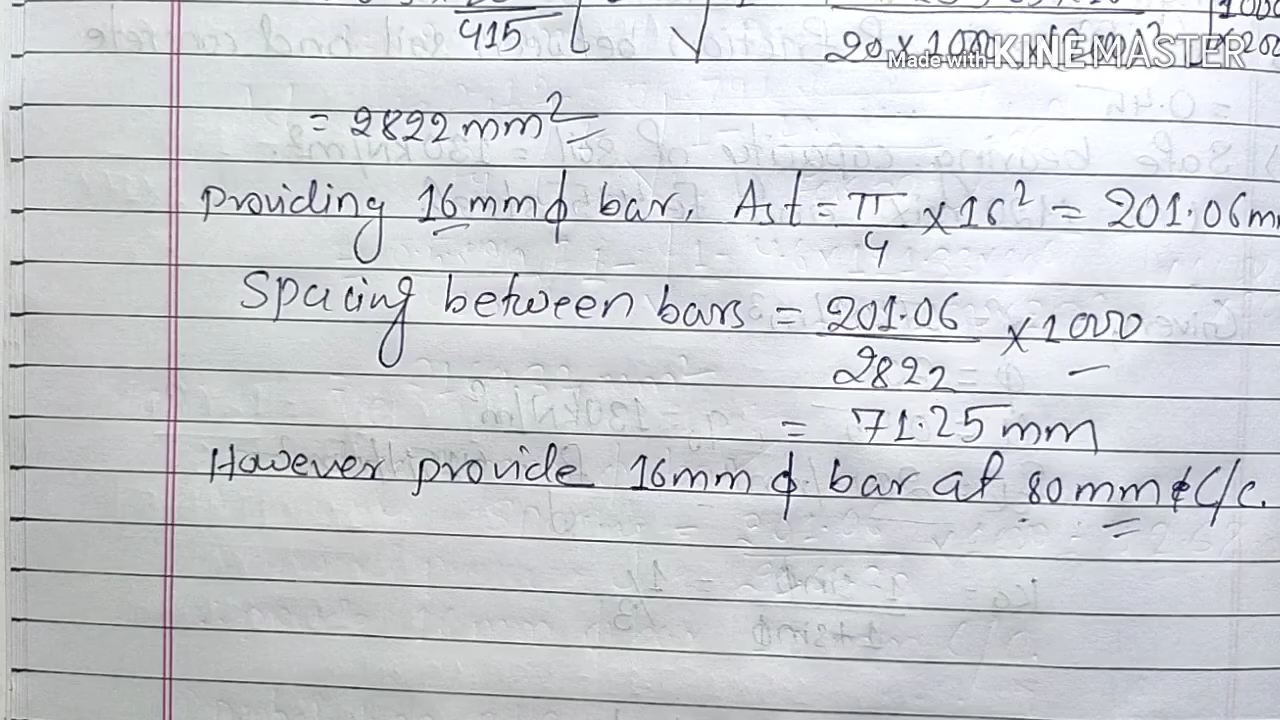 415
20 x 1000
Made with KINEMASTER
= 2822 mm²
Providing 16mm ϕ bar, Ast = π/4 x 16² = 201.06m
Spacing between bars = 201.06/2822 x 1000
= 71.25 mm
However provide 16mm ϕ bar at 80mm C/c.